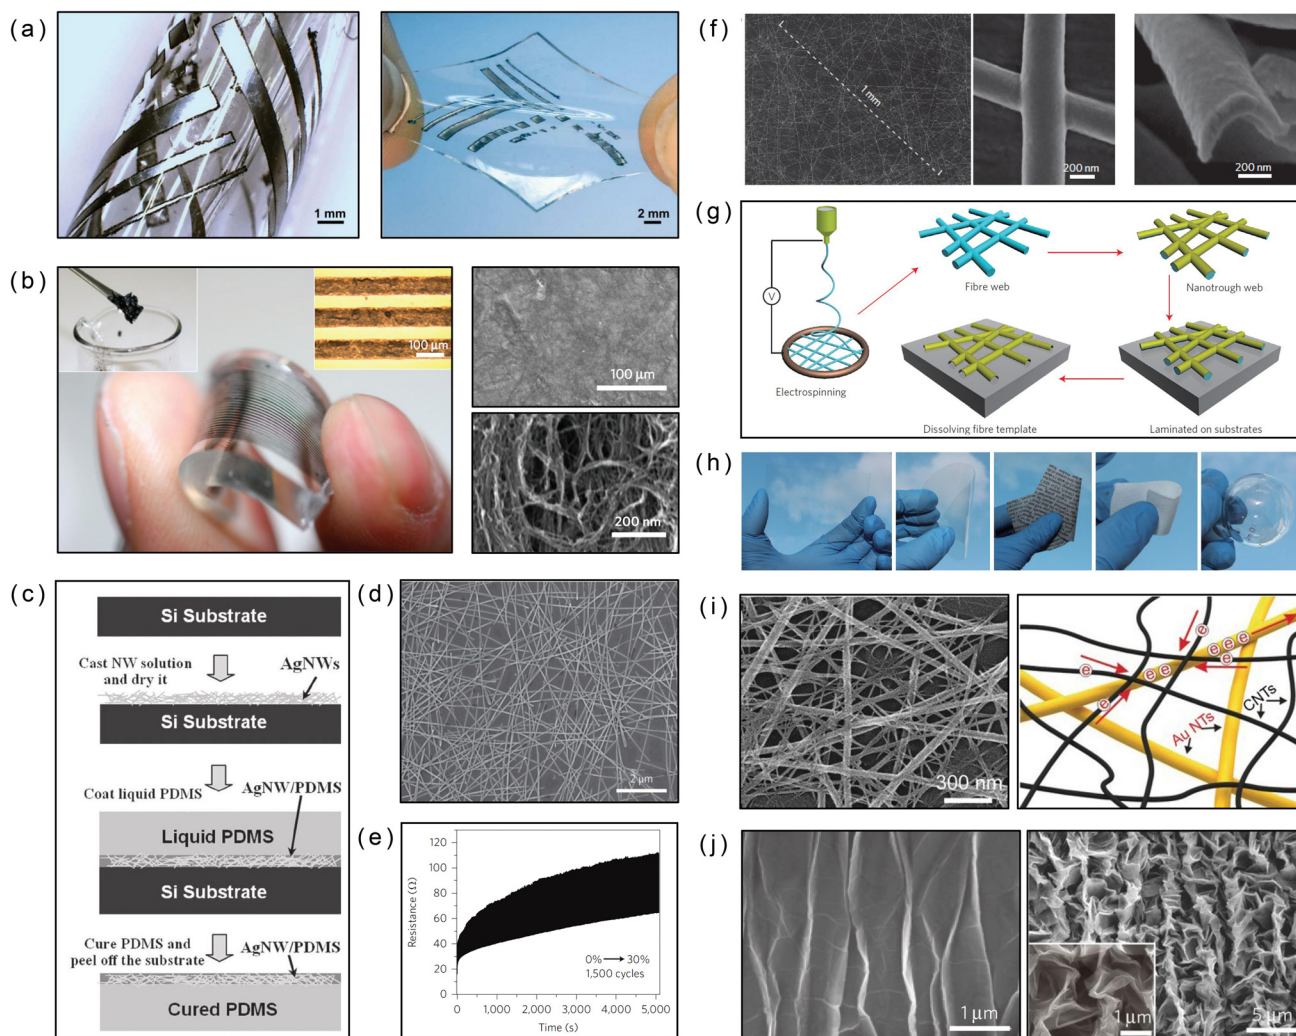 (a)
1 mm
2 mm
(b)
100 µm
100 µm
200 nm
(c)
Si Substrate
Cast NW solution
and dry it
AgNWs
Si Substrate
Coat liquid PDMS
AgNW/PDMS
Liquid PDMS
Si Substrate
Cure PDMS and
peel off the substrate
AgNW/PDMS
Cured PDMS
(d)
2 µm
(e)
Resistance (Ω)
120
100
80
60
40
20
0
0% → 30%
1,500 cycles
0
1,000
2,000
3,000
4,000
5,000
Time (s)
(f)
1 mm
200 nm
200 nm
(g)
V
Electrospinning
Fibre web
Nanotrough web
Dissolving fibre template
Laminated on substrates
(h)
(i)
300 nm
e
e
e e e
e
e e
e
e
CNTs
Au NTs
(j)
1 µm
1 µm
5 µm